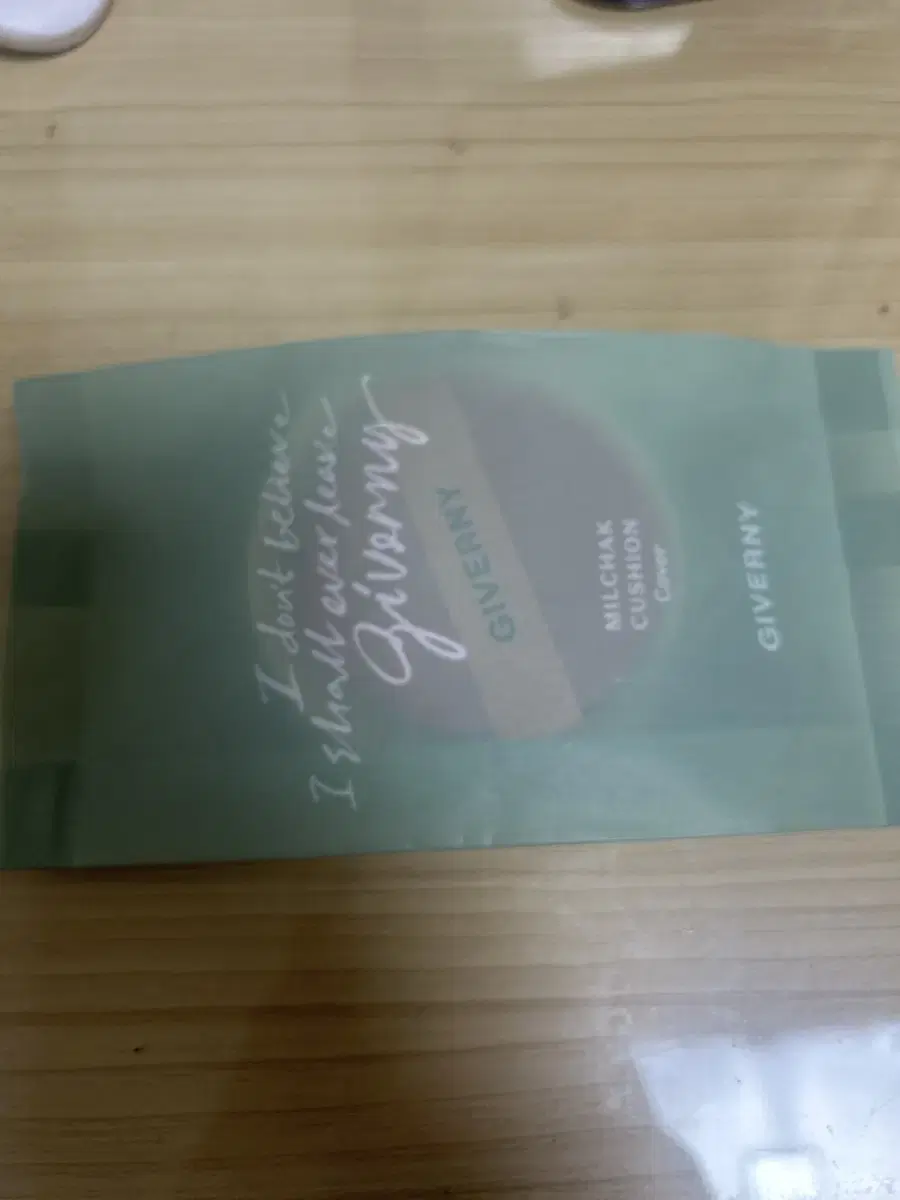 I don't believe
I shall ever leave
Giverny
GIVERNY
MILCHAK
CUSHION
Cover
GIVERNY